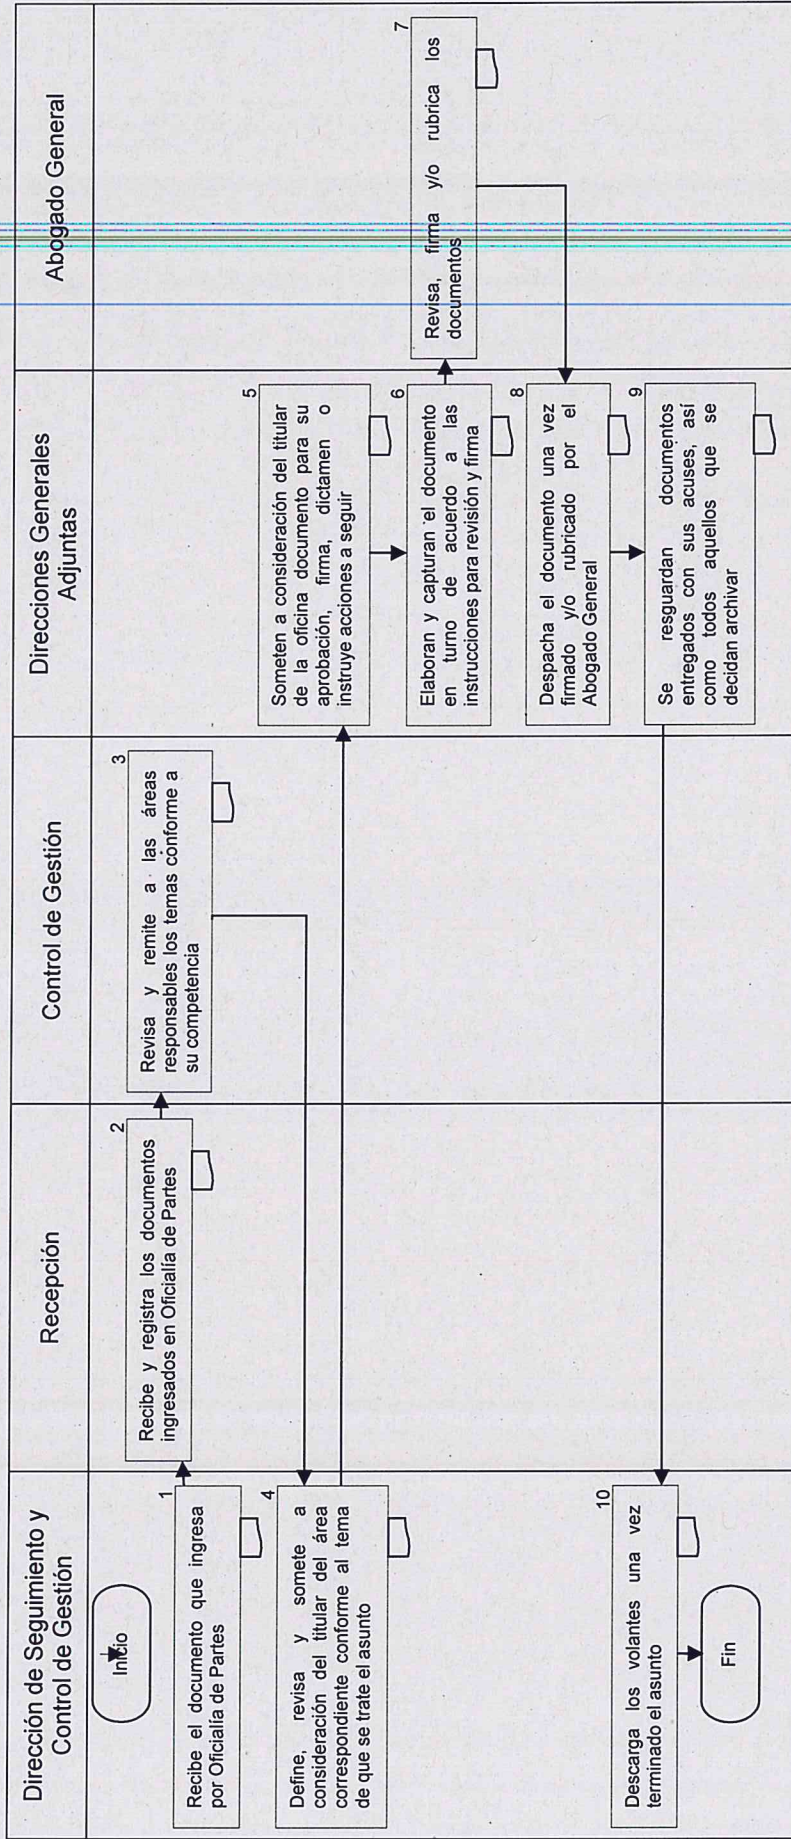 Dirección de Seguimiento y
Control de Gestión
Recepción
Control de Gestión
Direcciones Generales
Adjuntas
Abogado General
Inicio
1
Recibe el documento que ingresa
por Oficialía de Partes
2
Recibe y registra los documentos
ingresados en Oficialía de Partes
3
Revisa y remite a las áreas
responsables los temas conforme a
su competencia
4
Define, revisa y somete a
consideración del titular del área
correspondiente conforme al tema
de que se trate el asunto
5
Someten a consideración del titular
de la oficina documento para su
aprobación, firma, dictamen o
instruye acciones a seguir
6
Elaboran y capturan el documento
en turno de acuerdo a las
instrucciones para revisión y firma
7
Revisa, firma y/o rubrica los
documentos
8
Despacha el documento una vez
firmado y/o rubricado por el
Abogado General
9
Se resguardan documentos
entregados con sus acuses, así
como todos aquellos que se
decidan archivar
10
Descarga los volantes una vez
terminado el asunto
Fin